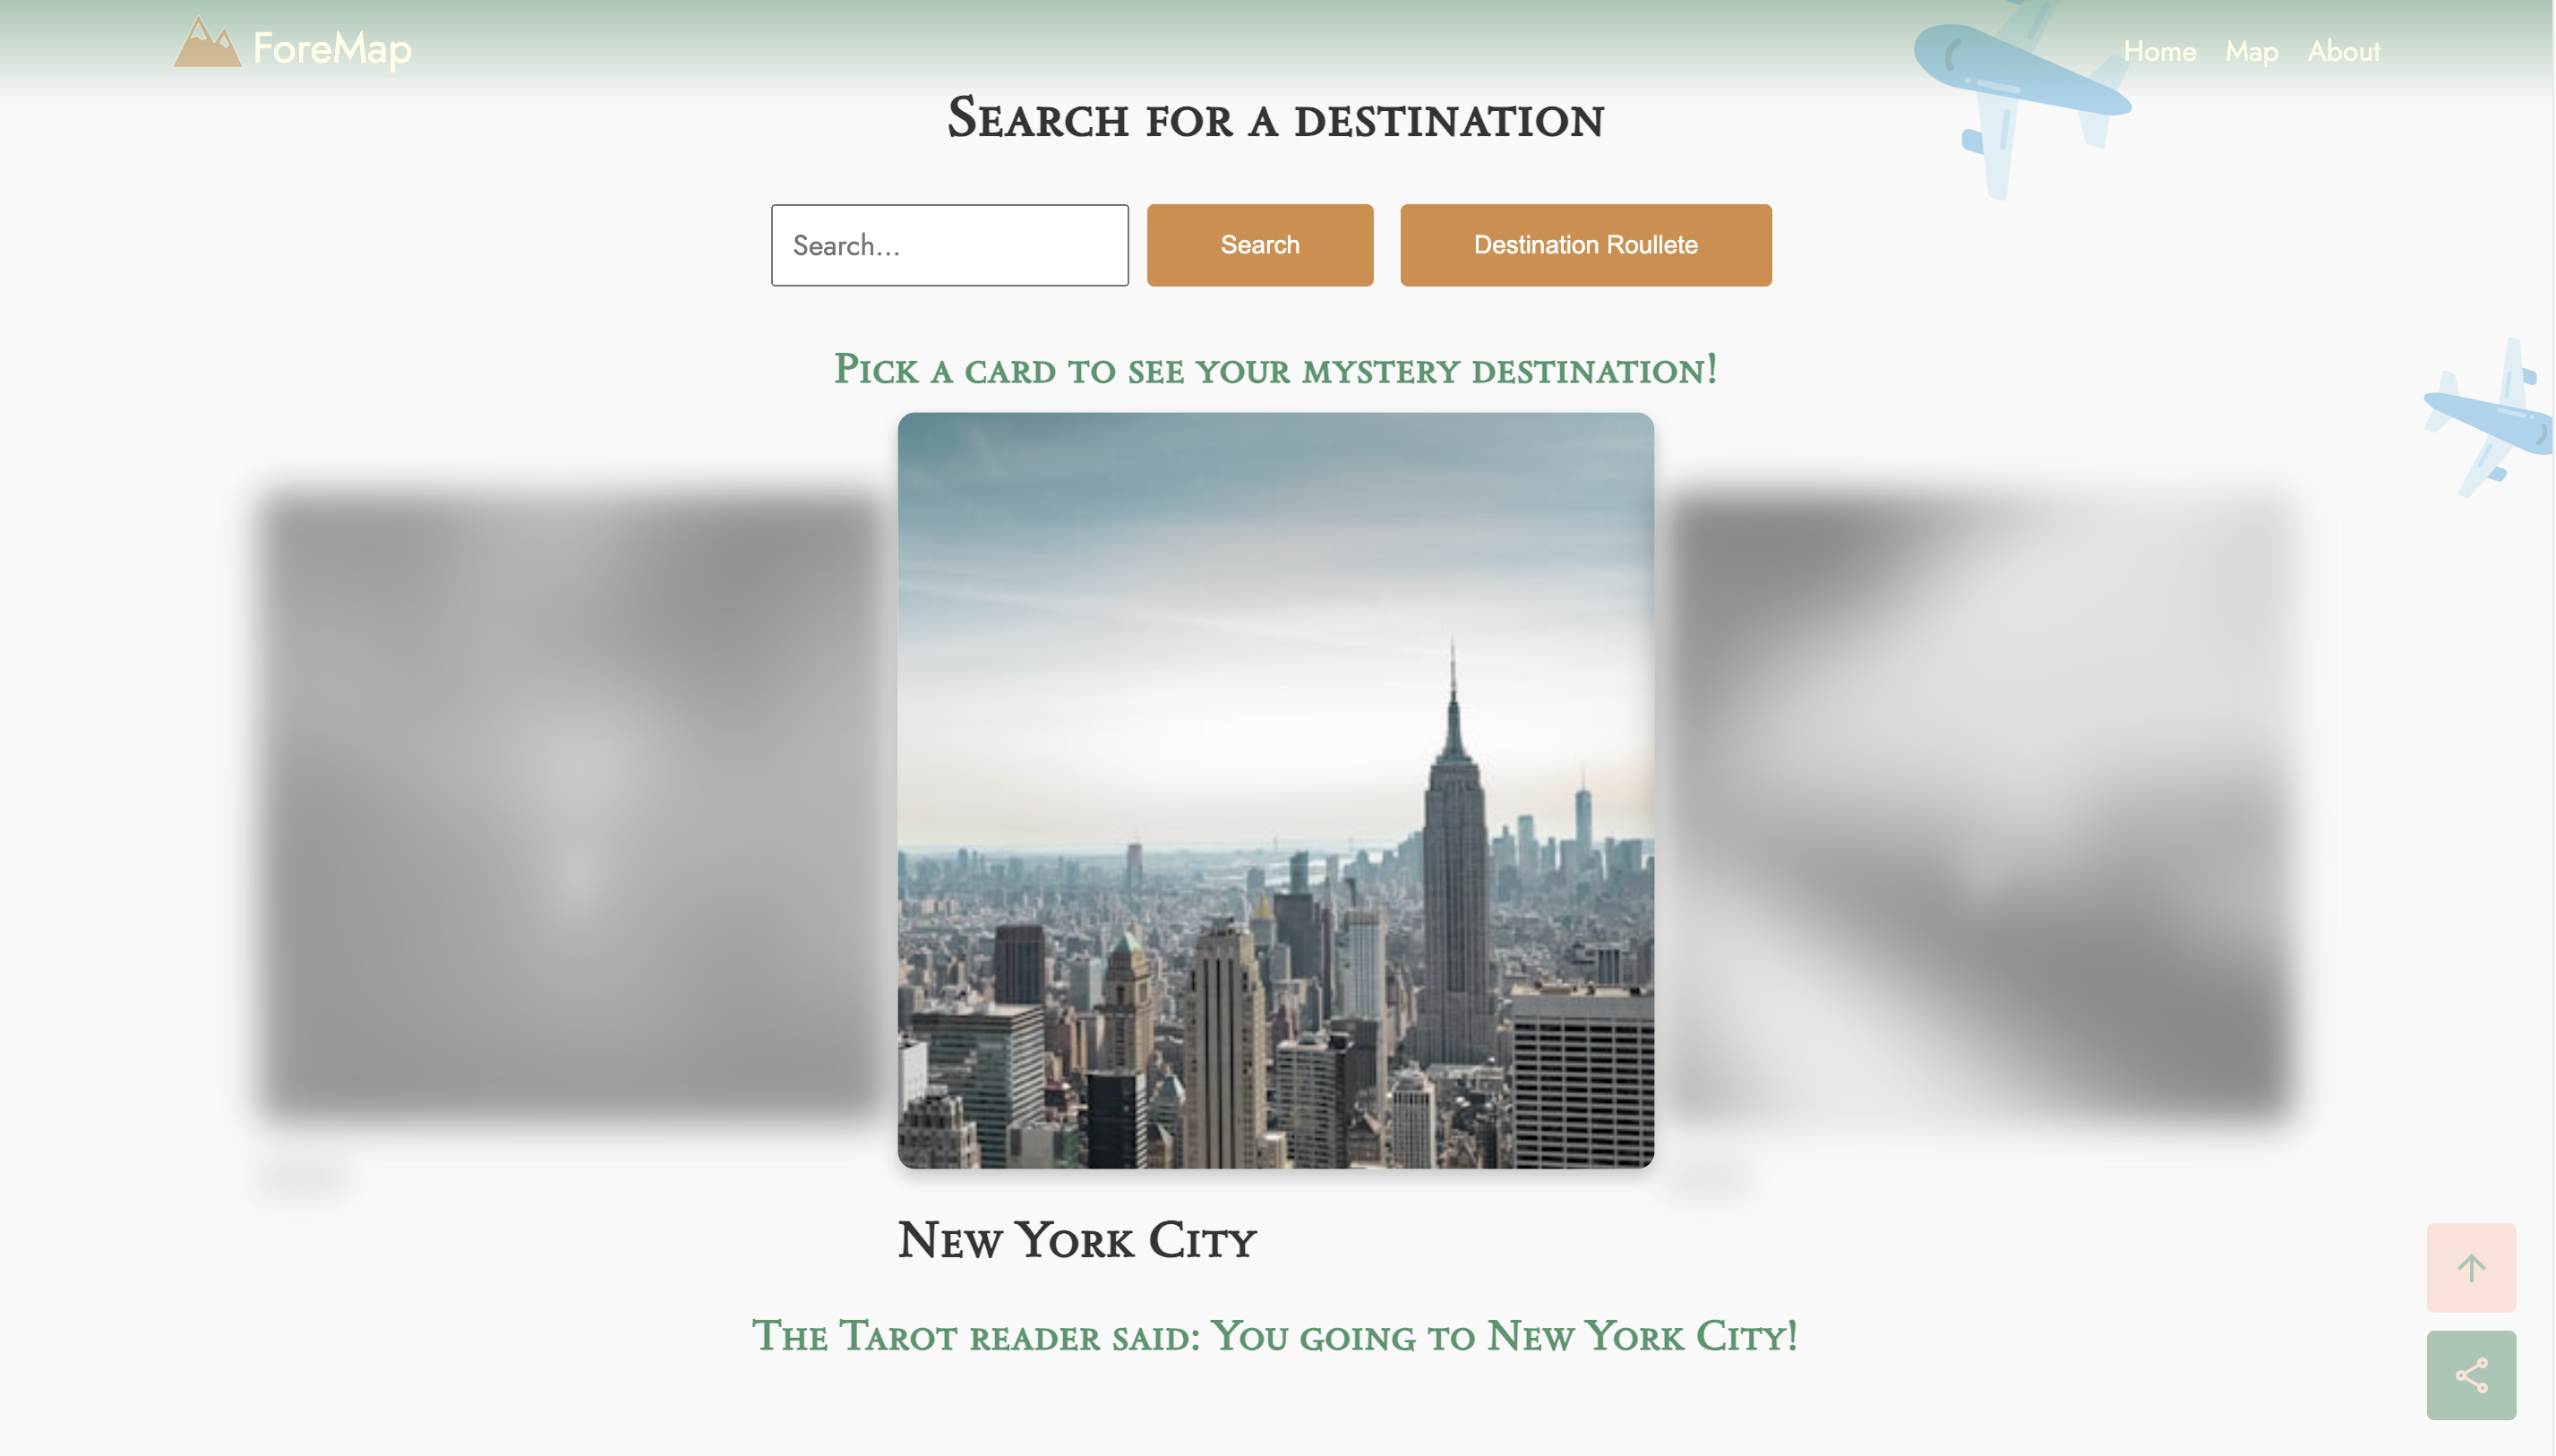 ForeMap
Home Map About
Search for a destination
Search...
Search
Destination Roullete
Pick a card to see your mystery destination!
New York City
The Tarot reader said: You going to New York City!